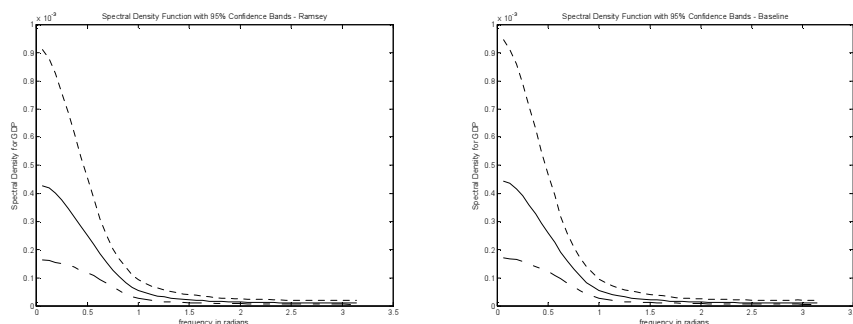 Spectral Density Function with 95% Confidence Bands - Ramsey
x 10⁻³
Spectral Density for GDP
1
0.9
0.8
0.7
0.6
0.5
0.4
0.3
0.2
0.1
0
0 0.5 1 1.5 2 2.5 3 3.5
frequency in radians
Spectral Density Function with 95% Confidence Bands - Baseline
x 10⁻³
Spectral Density for GDP
1
0.9
0.8
0.7
0.6
0.5
0.4
0.3
0.2
0.1
0
0 0.5 1 1.5 2 2.5 3 3.5
frequency in radians